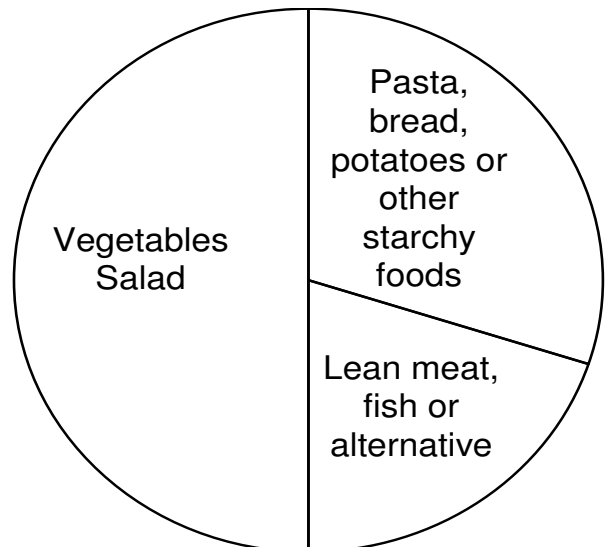 Vegetables
Salad
Pasta,
bread,
potatoes or
other
starchy
foods
Lean meat,
fish or
alternative